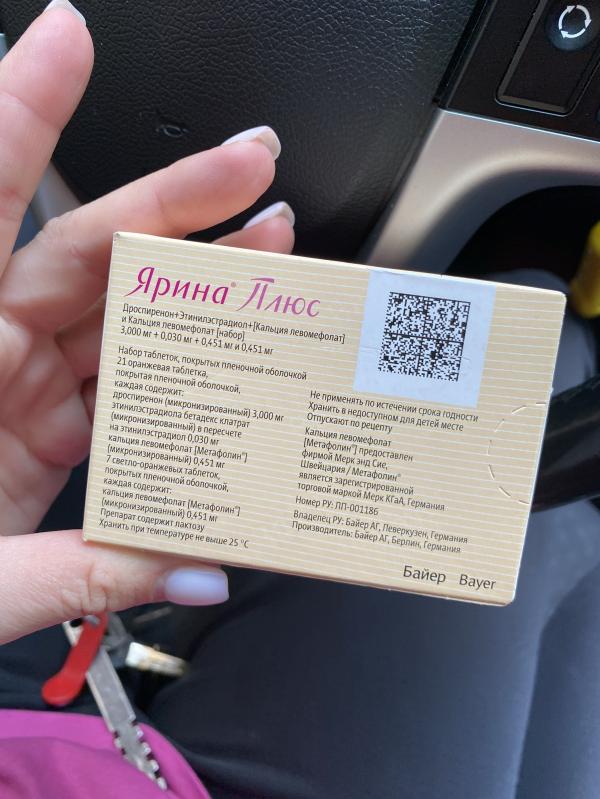 Ярина® Плюс
Дроспиренон+Этинилэстрадиол+[Кальция левомефолат]
и Кальция левомефолат [набор]
3,000 мг + 0,030 мг + 0,451 мг и 0,451 мг
Набор таблеток, покрытых пленочной оболочкой
21 оранжевая таблетка,
покрытая пленочной оболочкой,
каждая содержит:
дроспиренон (микронизированный) 3,000 мг
этинилэстрадиола бетадекс клатрат
(микронизированный) в пересчете
на этинилэстрадиол 0,030 мг
кальция левомефолат [Метафолин®]
(микронизированный) 0,451 мг
7 светло-оранжевых таблеток,
покрытых пленочной оболочкой,
каждая содержит:
кальция левомефолат [Метафолин®]
(микронизированный) 0,451 мг
Препарат содержит лактозу
Хранить при температуре не выше 25 °С
Не применять по истечении срока годности
Хранить в недоступном для детей месте
Отпускают по рецепту
Кальция левомефолат
[Метафолин®] предоставлен
фирмой Мерк энд Сие,
Швейцария / Метафолин®
является зарегистрированной
торговой маркой Мерк КГаА, Германия
Номер РУ: ЛП-001186
Владелец РУ: Байер АГ, Леверкузен, Германия
Производитель: Байер АГ, Берлин, Германия
Байер Bayer